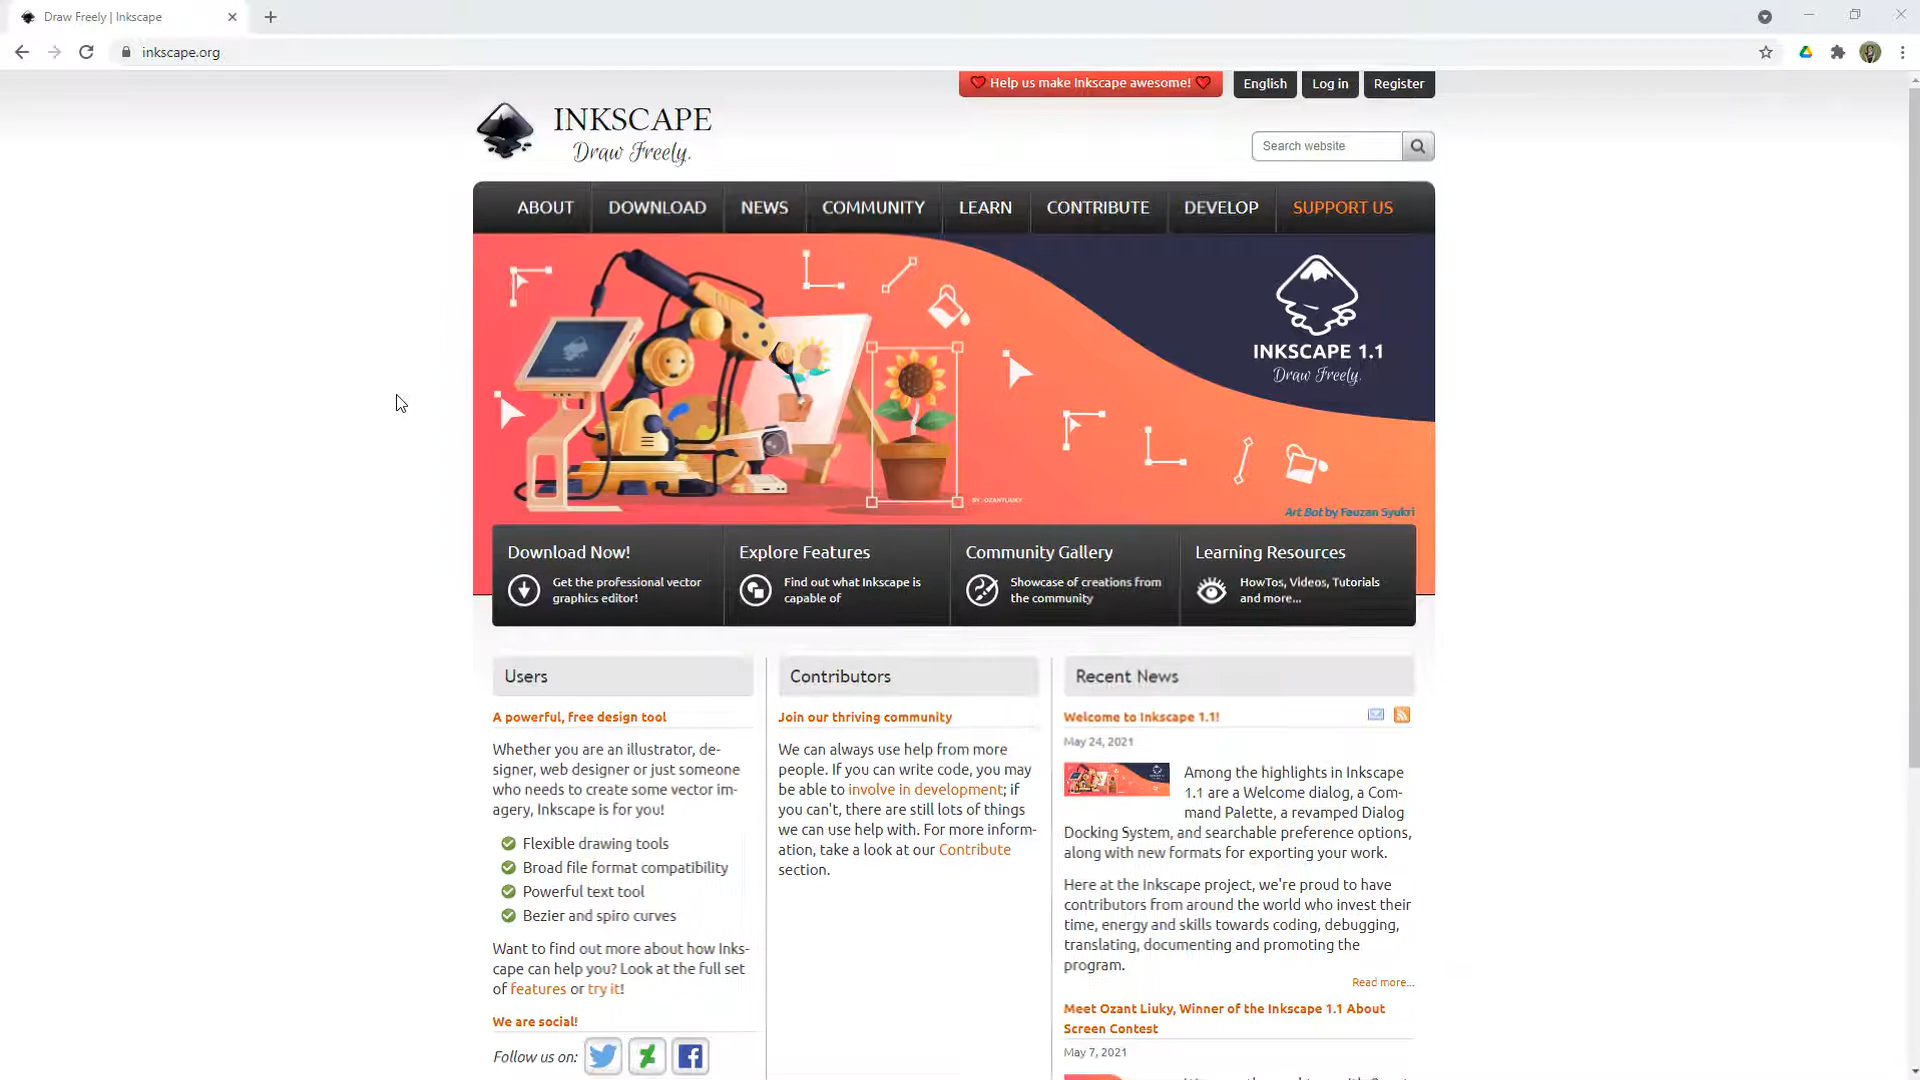 Draw Freely | Inkscape
inkscape.org
Help us make Inkscape awesome!
English
Log in
Register
INKSCAPE
Draw Freely.
Search website
ABOUT
DOWNLOAD
NEWS
COMMUNITY
LEARN
CONTRIBUTE
DEVELOP
SUPPORT US
INKSCAPE 1.1
Draw Freely.
BY: OZANTLIUKY
Art Bot by Fauzan Syukri
Download Now!
Get the professional vector
graphics editor!
Explore Features
Find out what Inkscape is
capable of
Community Gallery
Showcase of creations from
the community
Learning Resources
HowTos, Videos, Tutorials
and more...
Users
A powerful, free design tool
Whether you are an illustrator, de-
signer, web designer or just someone
who needs to create some vector im-
agery, Inkscape is for you!
Flexible drawing tools
Broad file format compatibility
Powerful text tool
Bezier and spiro curves
Want to find out more about how Inks-
cape can help you? Look at the full set
of features or try it!
We are social!
Follow us on:
Contributors
Join our thriving community
We can always use help from more
people. If you can write code, you may
be able to involve in development; if
you can't, there are still lots of things
we can use help with. For more inform-
ation, take a look at our Contribute
section.
Recent News
Welcome to Inkscape 1.1!
May 24, 2021
Among the highlights in Inkscape
1.1 are a Welcome dialog, a Com-
mand Palette, a revamped Dialog
Docking System, and searchable preference options,
along with new formats for exporting your work.
Here at the Inkscape project, we're proud to have
contributors from around the world who invest their
time, energy and skills towards coding, debugging,
translating, documenting and promoting the
program.
Read more...
Meet Ozant Liuky, Winner of the Inkscape 1.1 About
Screen Contest
May 7, 2021